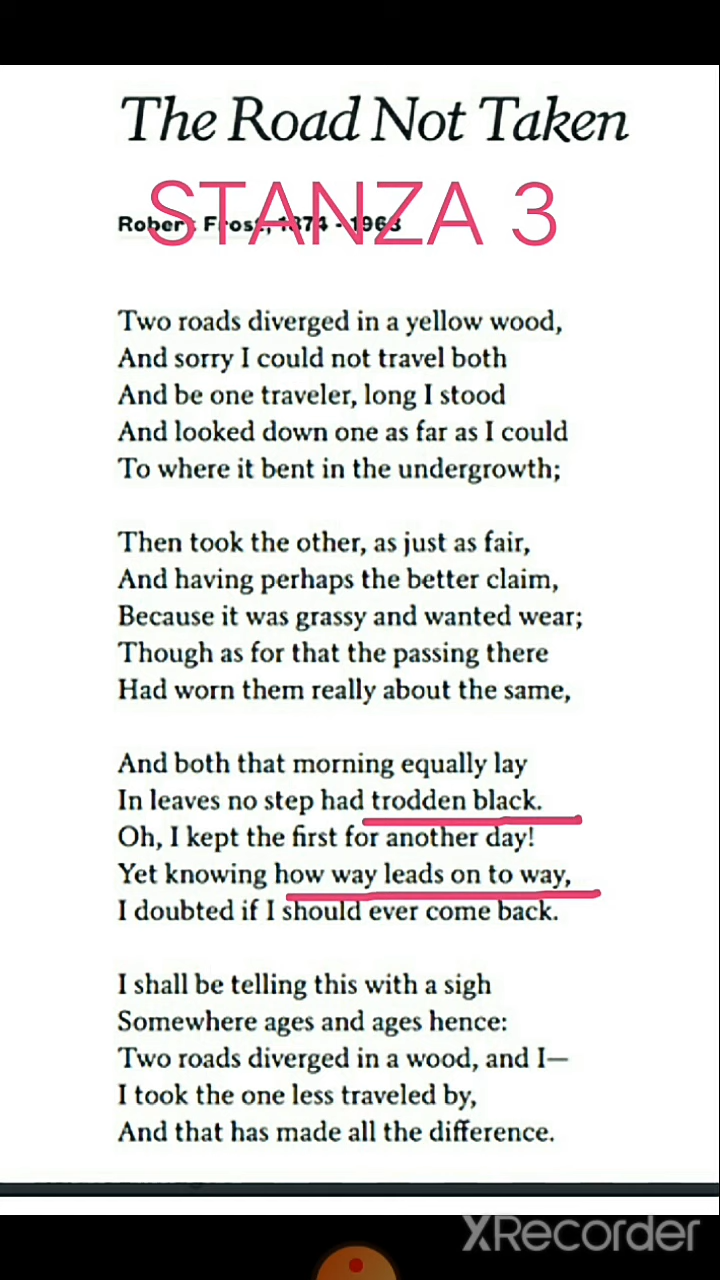 The Road Not Taken
STANZA 3
Robert Frost, 1874 - 1963
Two roads diverged in a yellow wood,
And sorry I could not travel both
And be one traveler, long I stood
And looked down one as far as I could
To where it bent in the undergrowth;
Then took the other, as just as fair,
And having perhaps the better claim,
Because it was grassy and wanted wear;
Though as for that the passing there
Had worn them really about the same,
And both that morning equally lay
In leaves no step had trodden black.
Oh, I kept the first for another day!
Yet knowing how way leads on to way,
I doubted if I should ever come back.
I shall be telling this with a sigh
Somewhere ages and ages hence:
Two roads diverged in a wood, and I—
I took the one less traveled by,
And that has made all the difference.
XRecorder